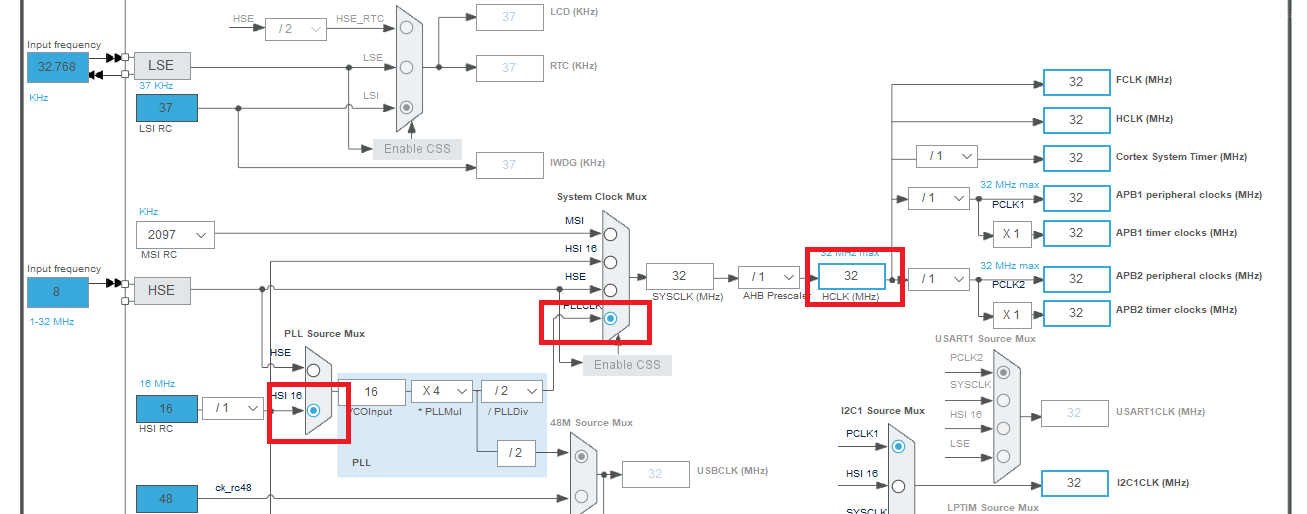 HSE
/ 2
HSE_RTC
37
LCD (KHz)
Input frequency
32.768
KHz
LSE
LSE
37
RTC (KHz)
37 KHz
37
LSI RC
LSI
Enable CSS
37
IWDG (KHz)
32
FCLK (MHz)
32
HCLK (MHz)
/ 1
32
Cortex System Timer (MHz)
System Clock Mux
KHz
2097
MSI RC
MSI
HSI 16
HSE
PLLCLK
Enable CSS
Input frequency
8
1-32 MHz
HSE
32
SYSCLK (MHz)
/ 1
AHB Prescaler
32 MHz max
32
HCLK (MHz)
/ 1
32 MHz max
PCLK1
32
APB1 peripheral clocks (MHz)
X 1
32
APB1 timer clocks (MHz)
/ 1
32 MHz max
PCLK2
32
APB2 peripheral clocks (MHz)
X 1
32
APB2 timer clocks (MHz)
PLL Source Mux
HSE
HSI 16
16 MHz
16
HSI RC
/ 1
16
VCOInput
X 4
* PLLMul
/ 2
/ PLLDiv
/ 2
PLL
48M Source Mux
48
ck_rc48
32
USBCLK (MHz)
USART1 Source Mux
PCLK2
SYSCLK
HSI 16
LSE
32
USART1CLK (MHz)
I2C1 Source Mux
PCLK1
HSI 16
SYSCLK
32
I2C1CLK (MHz)
LPTIM Source Mux